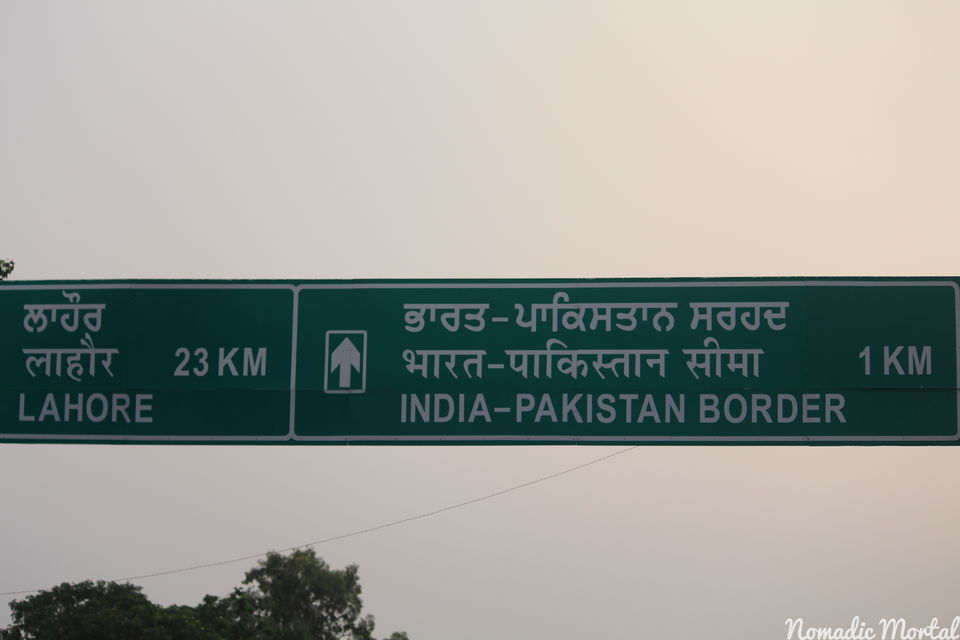 ਲਾਹੌਰ
लाहौर 23 KM
LAHORE
ਭਾਰਤ–ਪਾਕਿਸਤਾਨ ਸਰਹਦ
भारत–पाकिस्तान सीमा 1 KM
INDIA–PAKISTAN BORDER
Nomadic Mortal